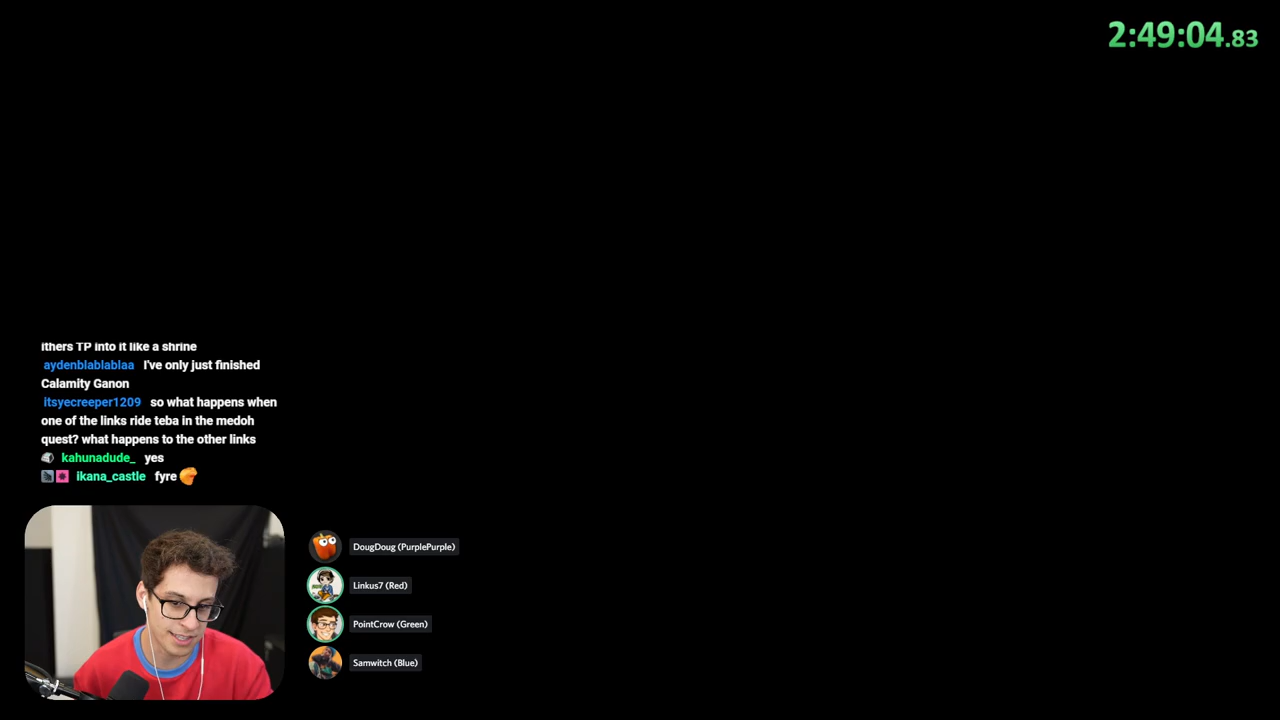 2:49:04.83
ithers TP into it like a shrine
aydenblablablaa I've only just finished
Calamity Ganon
itsyecreeper1209 so what happens when
one of the links ride teba in the medoh
quest? what happens to the other links
kahunadude_ yes
ikana_castle fyre
DougDoug (PurplePurple)
Linkus7 (Red)
PointCrow (Green)
Samwitch (Blue)